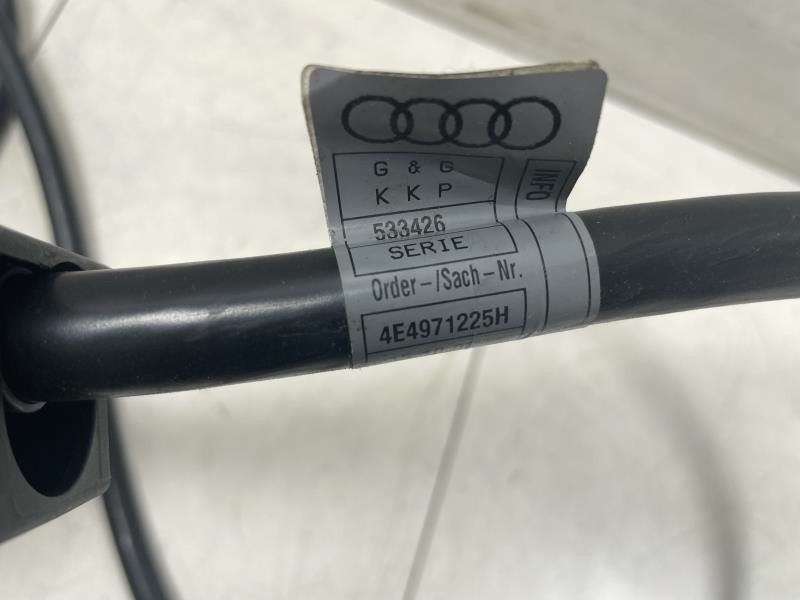 G & G
K K P
INFO
533426
SERIE
Order-/Sach-Nr.
4E4971225H